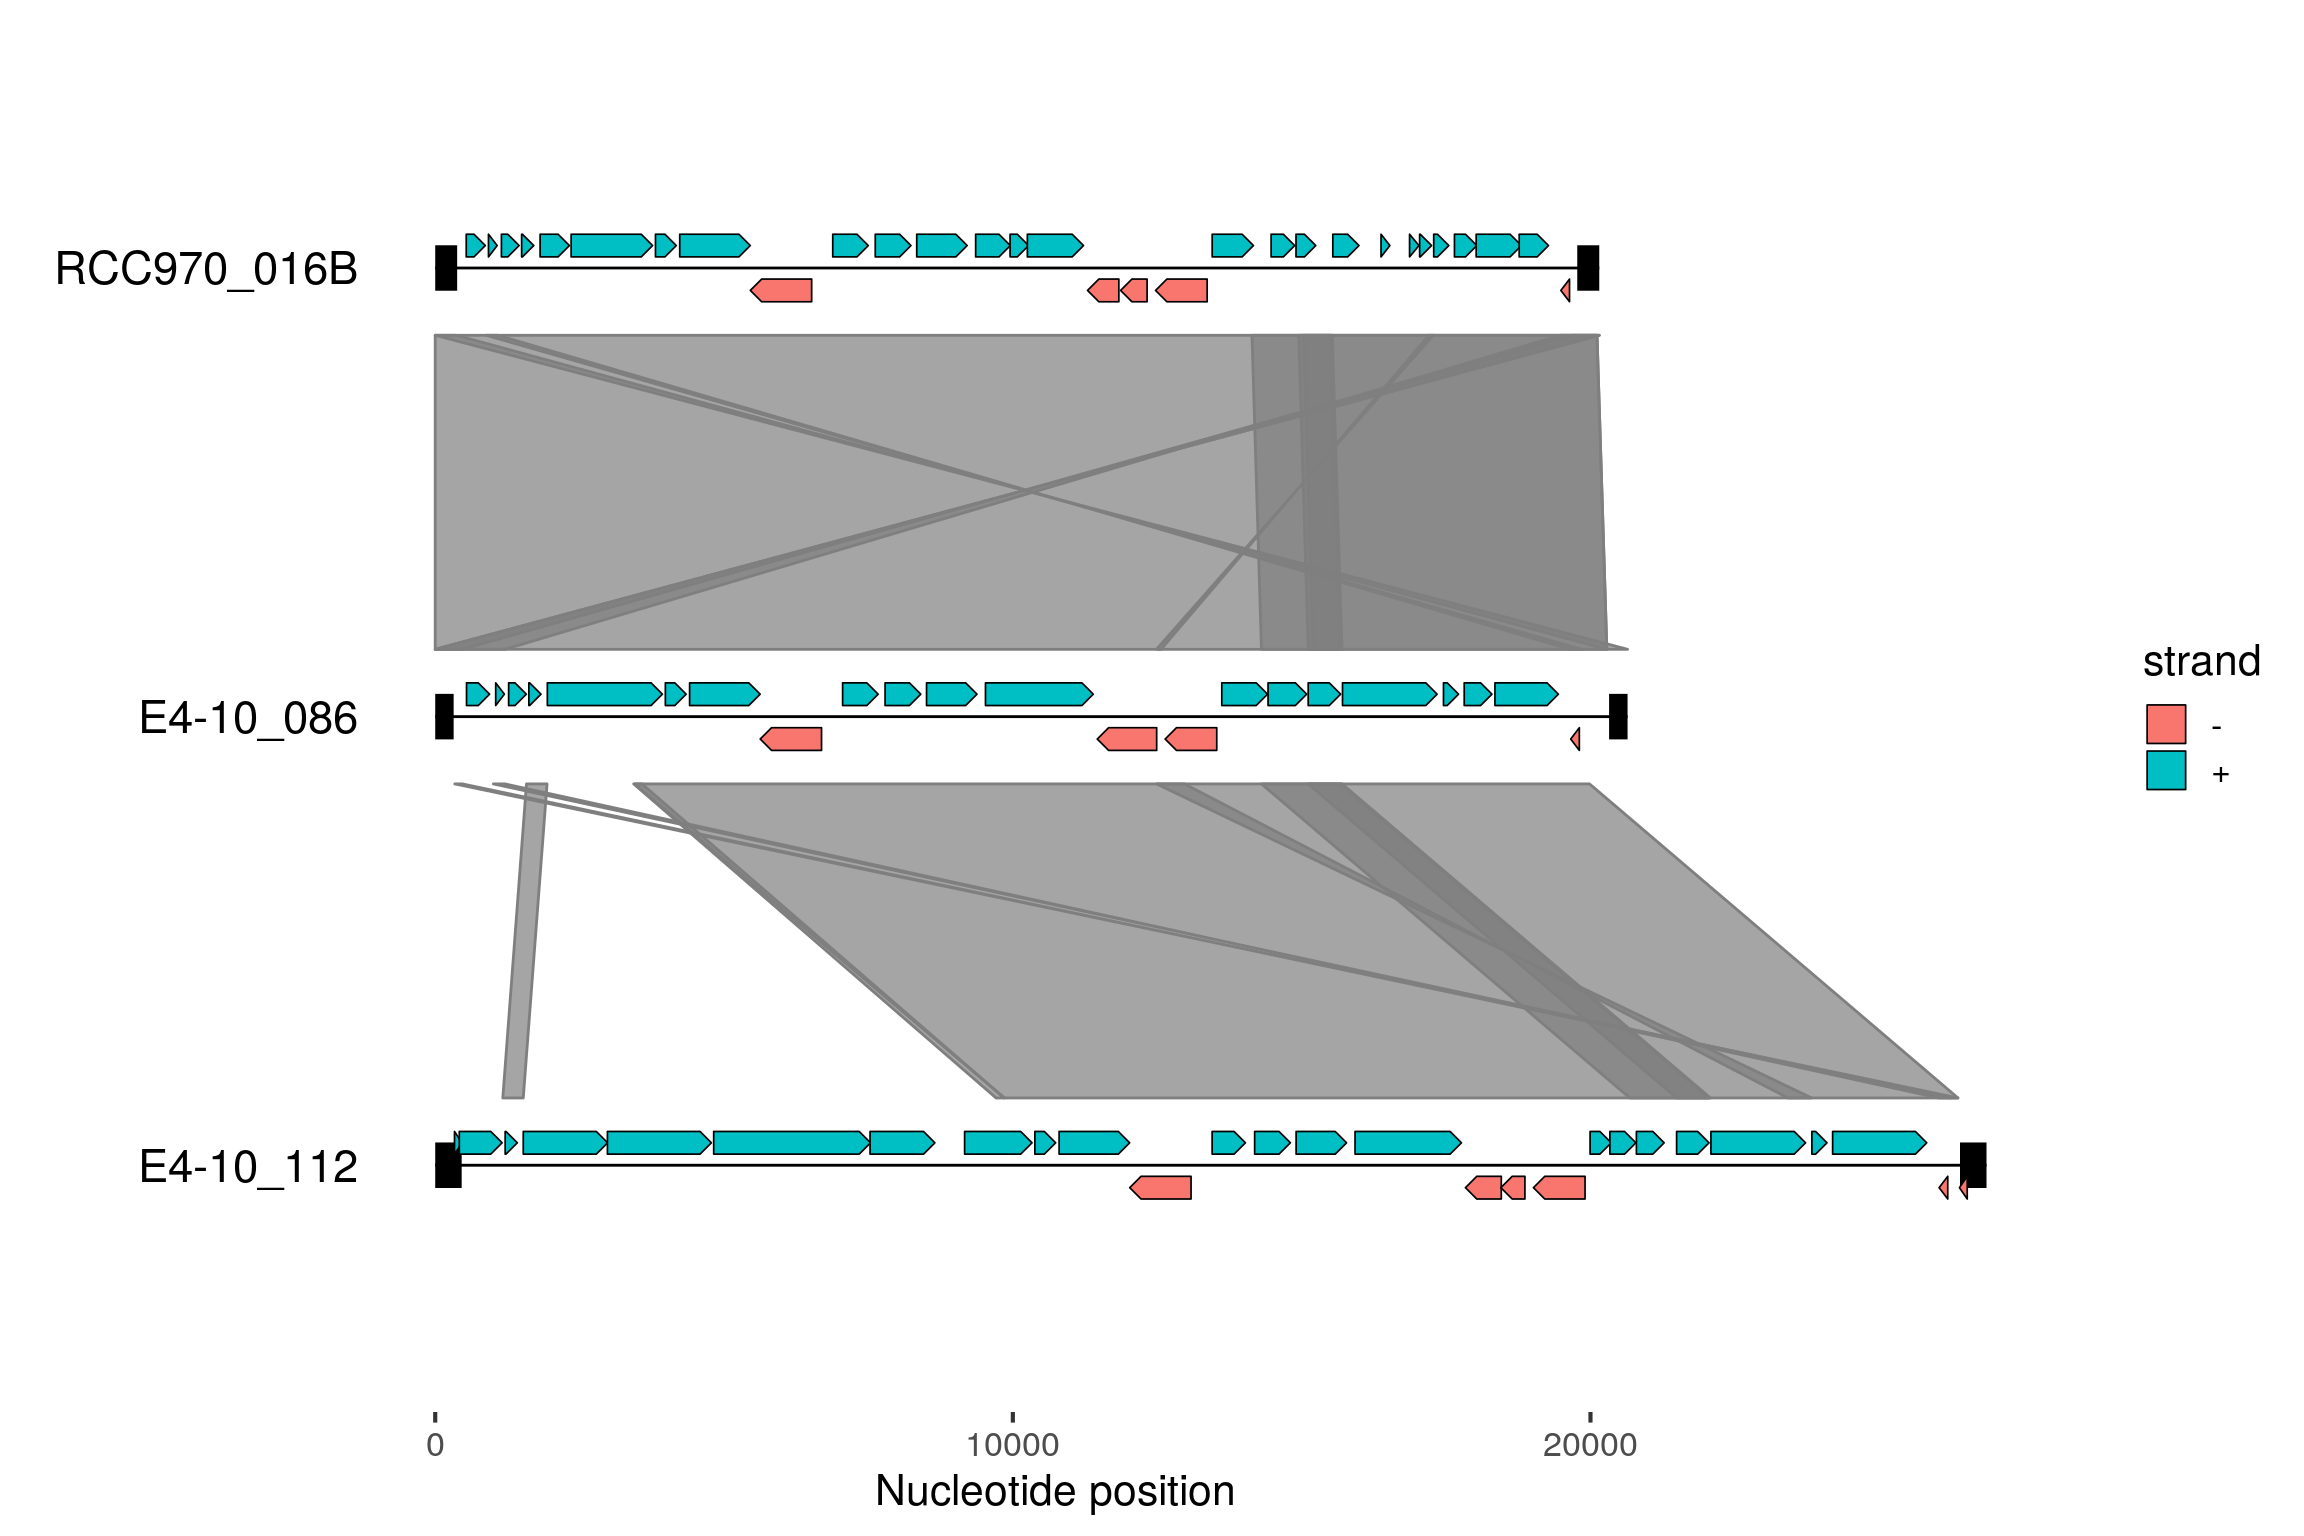 RCC970_016B
E4-10_086
strand
-
+
E4-10_112
0 10000 20000
Nucleotide position